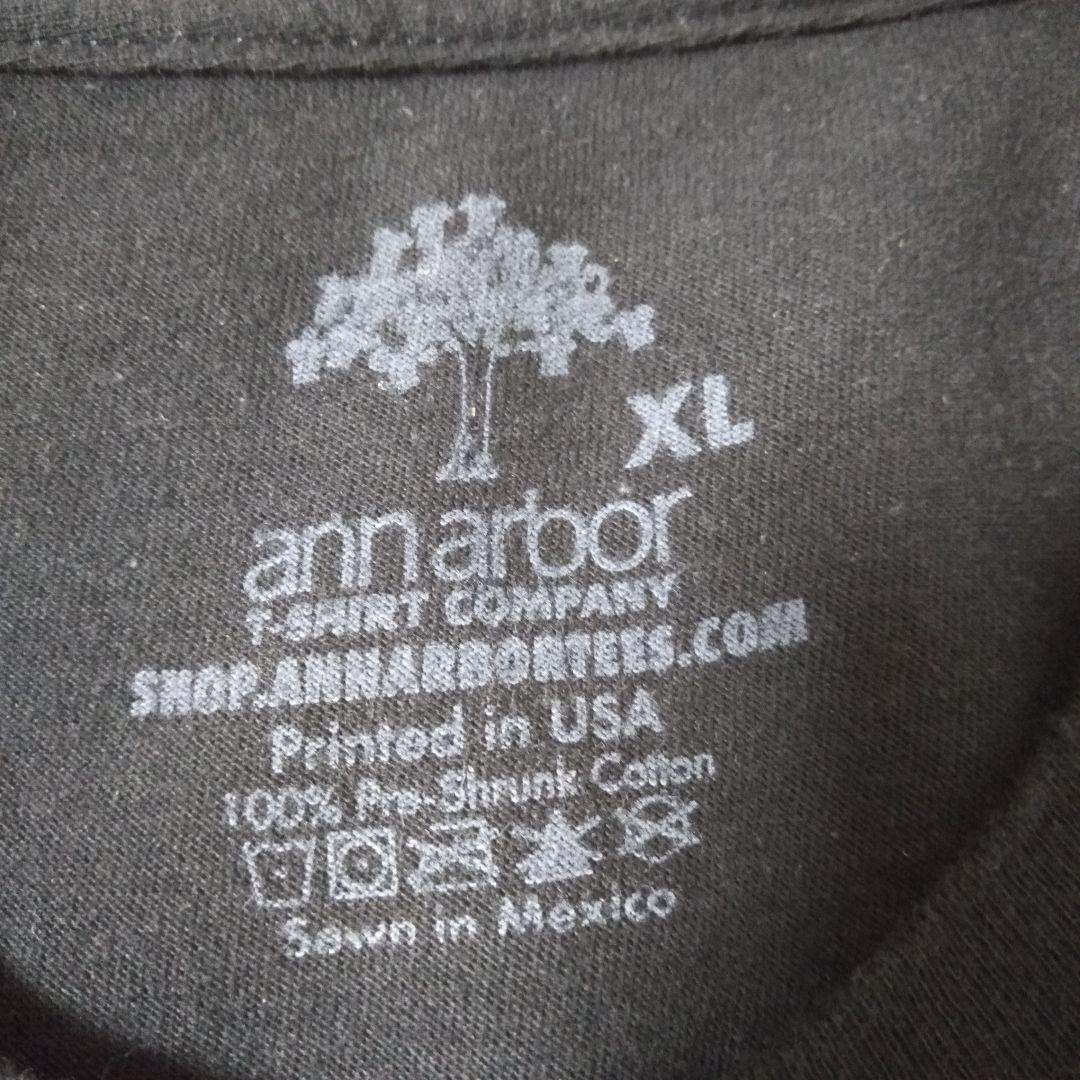 XL
ann arbor
T-SHIRT COMPANY
SHOP.ANNARBORTEES.COM
Printed in USA
100% Pre-Shrunk Cotton
Sewn in Mexico